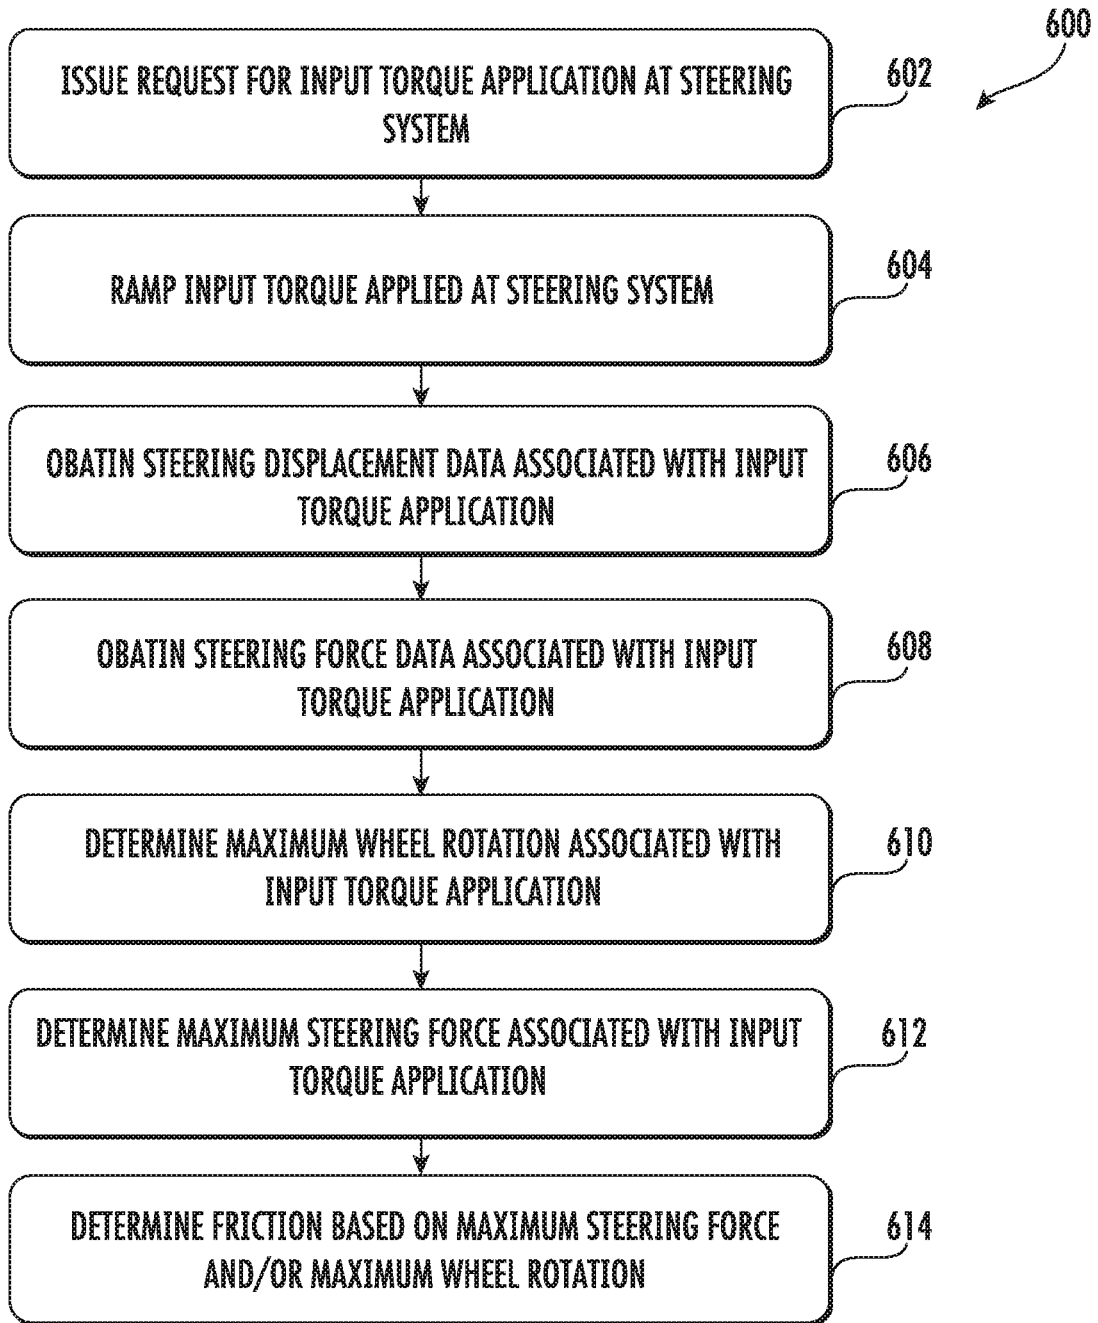 600
ISSUE REQUEST FOR INPUT TORQUE APPLICATION AT STEERING
SYSTEM
602
RAMP INPUT TORQUE APPLIED AT STEERING SYSTEM
604
OBATIN STEERING DISPLACEMENT DATA ASSOCIATED WITH INPUT
TORQUE APPLICATION
606
OBATIN STEERING FORCE DATA ASSOCIATED WITH INPUT
TORQUE APPLICATION
608
DETERMINE MAXIMUM WHEEL ROTATION ASSOCIATED WITH
INPUT TORQUE APPLICATION
610
DETERMINE MAXIMUM STEERING FORCE ASSOCIATED WITH INPUT
TORQUE APPLICATION
612
DETERMINE FRICTION BASED ON MAXIMUM STEERING FORCE
AND/OR MAXIMUM WHEEL ROTATION
614